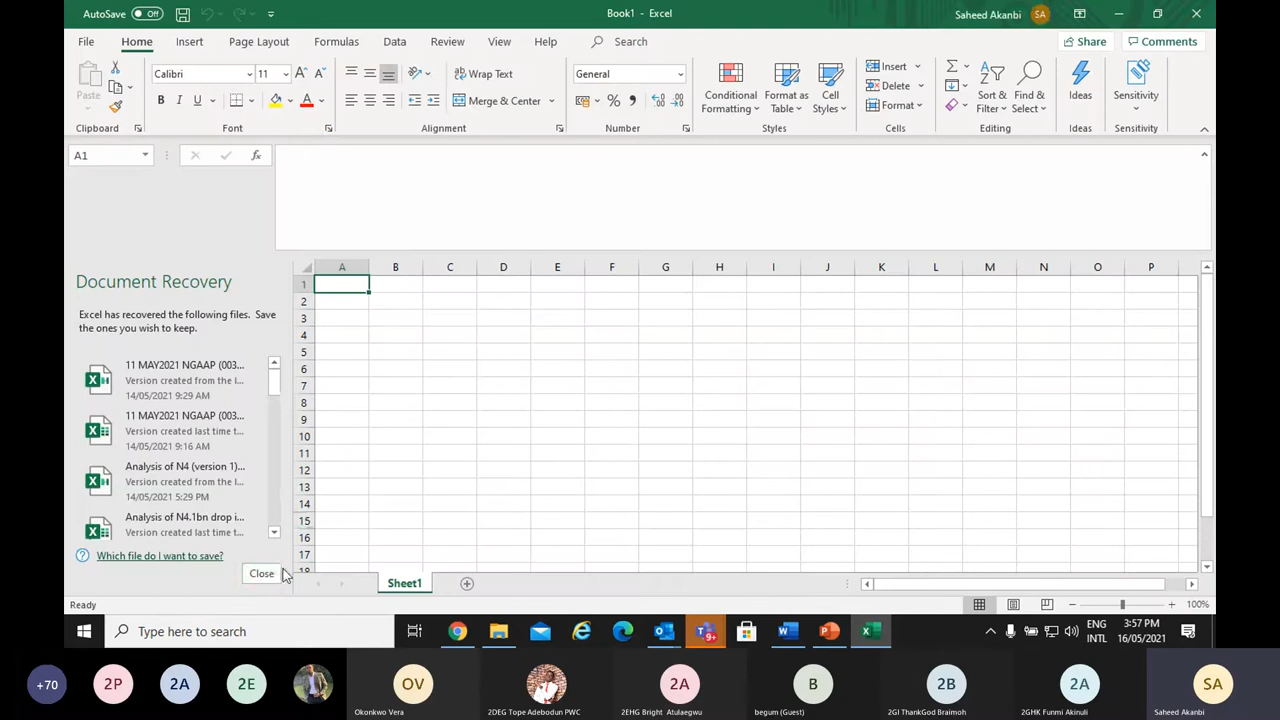 AutoSave Off
Book1 - Excel
Saheed Akanbi SA
File Home Insert Page Layout Formulas Data Review View Help Search
Share Comments
Paste
Calibri 11
B I U
Wrap Text
Merge & Center
General
Conditional Formatting
Format as Table
Cell Styles
Insert
Delete
Format
Sort & Filter
Find & Select
Ideas
Sensitivity
Clipboard Font Alignment Number Styles Cells Editing Ideas Sensitivity
A1
fx
A B C D E F G H I J K L M N O P
1
2
3
4
5
6
7
8
9
10
11
12
13
14
15
16
17
18
Document Recovery
Excel has recovered the following files. Save
the ones you wish to keep.
11 MAY2021 NGAAP (003...
Version created from the l...
14/05/2021 9:29 AM
11 MAY2021 NGAAP (003...
Version created last time t...
14/05/2021 9:16 AM
Analysis of N4 (version 1)...
Version created from the l...
14/05/2021 5:29 PM
Analysis of N4.1bn drop i...
Version created last time t...
Which file do I want to save?
Close
Sheet1
Ready
100%
Type here to search
9+
ENG
INTL
3:57 PM
16/05/2021
+70 2P 2A 2E OV 2A B 2B 2A SA
Okonkwo Vera
2DEG Tope Adebodun PWC
2EHG Bright Atulaegwu
begum (Guest)
2GI ThankGod Braimoh
2GHK Funmi Akinuli
Saheed Akanbi